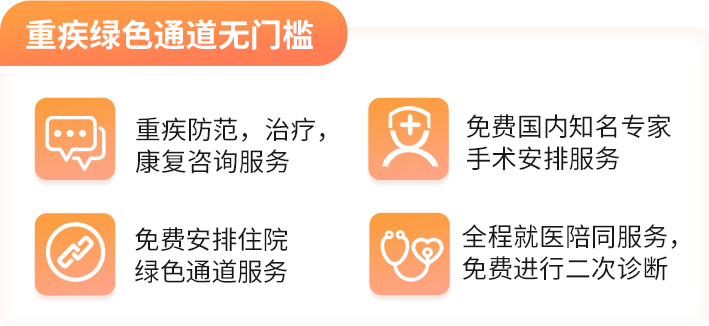 重疾绿色通道无门槛
重疾防范，治疗，
康复咨询服务
免费国内知名专家
手术安排服务
免费安排住院
绿色通道服务
全程就医陪同服务，
免费进行二次诊断